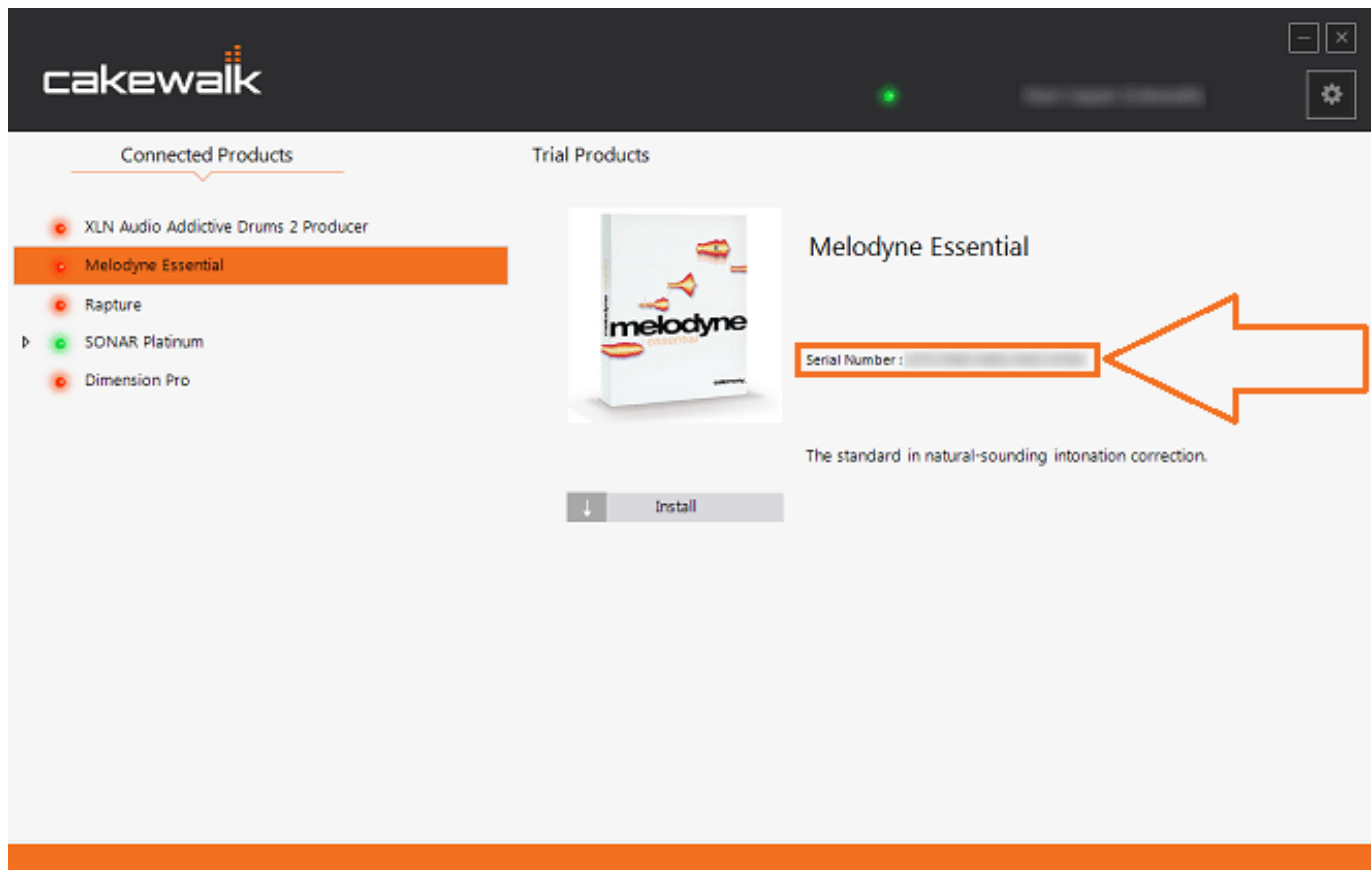 cakewalk
Connected Products
Trial Products
XLN Audio Addictive Drums 2 Producer
Melodyne Essential
Rapture
SONAR Platinum
Dimension Pro
melodyne
essential
Melodyne Essential
Serial Number :
The standard in natural-sounding intonation correction.
Install